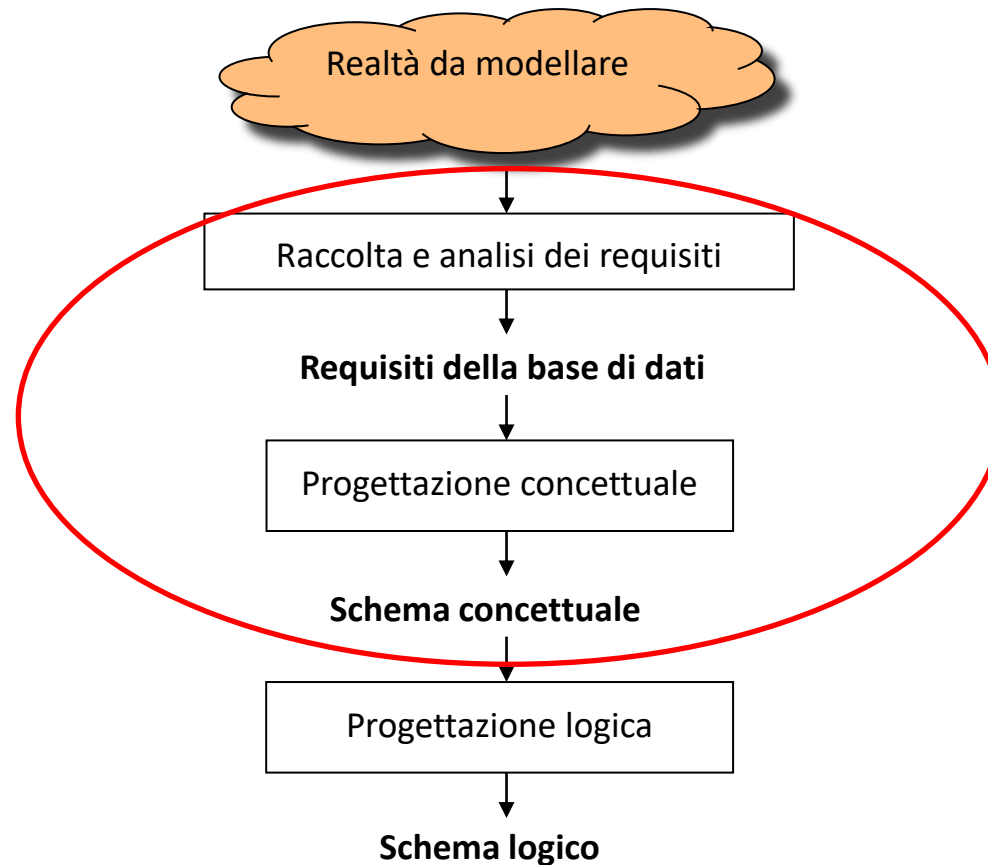 Realtà da modellare
Raccolta e analisi dei requisiti
Requisiti della base di dati
Progettazione concettuale
Schema concettuale
Progettazione logica
Schema logico